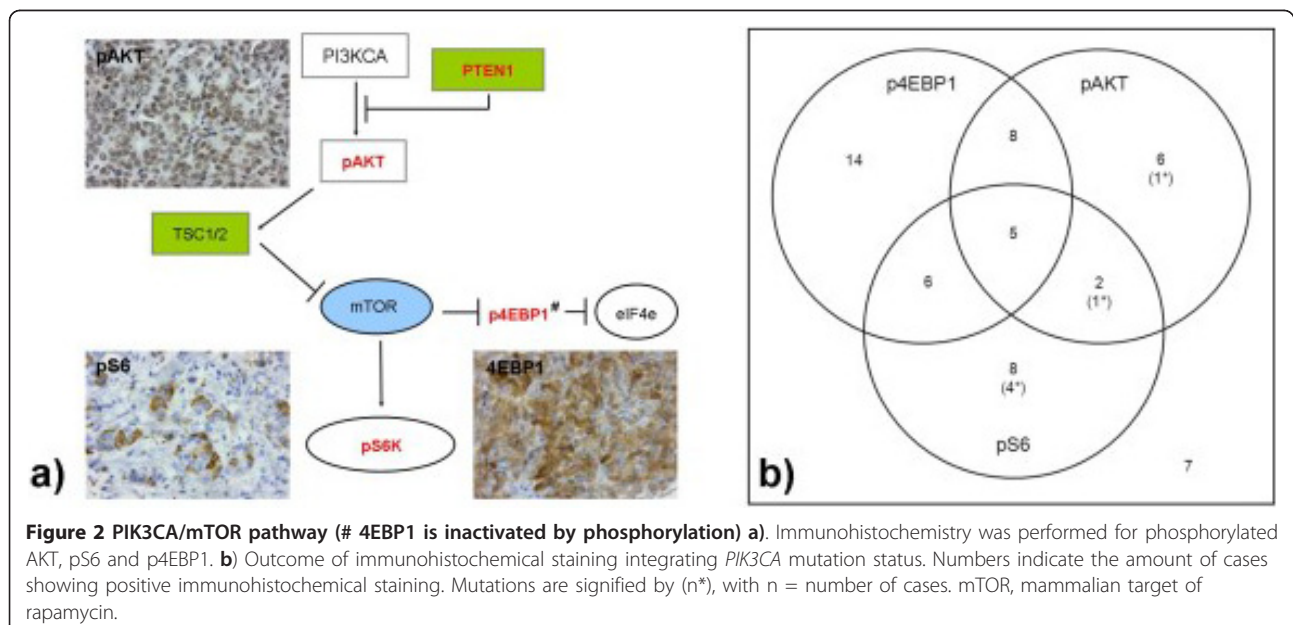 pAKT
PI3KCA
PTEN1
pAKT
TSC1/2
mTOR
p4EBP1#
eIF4e
pS6
4EBP1
pS6K
a)
p4EBP1
pAKT
8
14
6
(1*)
5
6
2
(1*)
8
(4*)
pS6
7
b)
Figure 2 PIK3CA/mTOR pathway (# 4EBP1 is inactivated by phosphorylation) a). Immunohistochemistry was performed for phosphorylated
AKT, pS6 and p4EBP1. b) Outcome of immunohistochemical staining integrating PIK3CA mutation status. Numbers indicate the amount of cases
showing positive immunohistochemical staining. Mutations are signified by (n*), with n = number of cases. mTOR, mammalian target of
rapamycin.